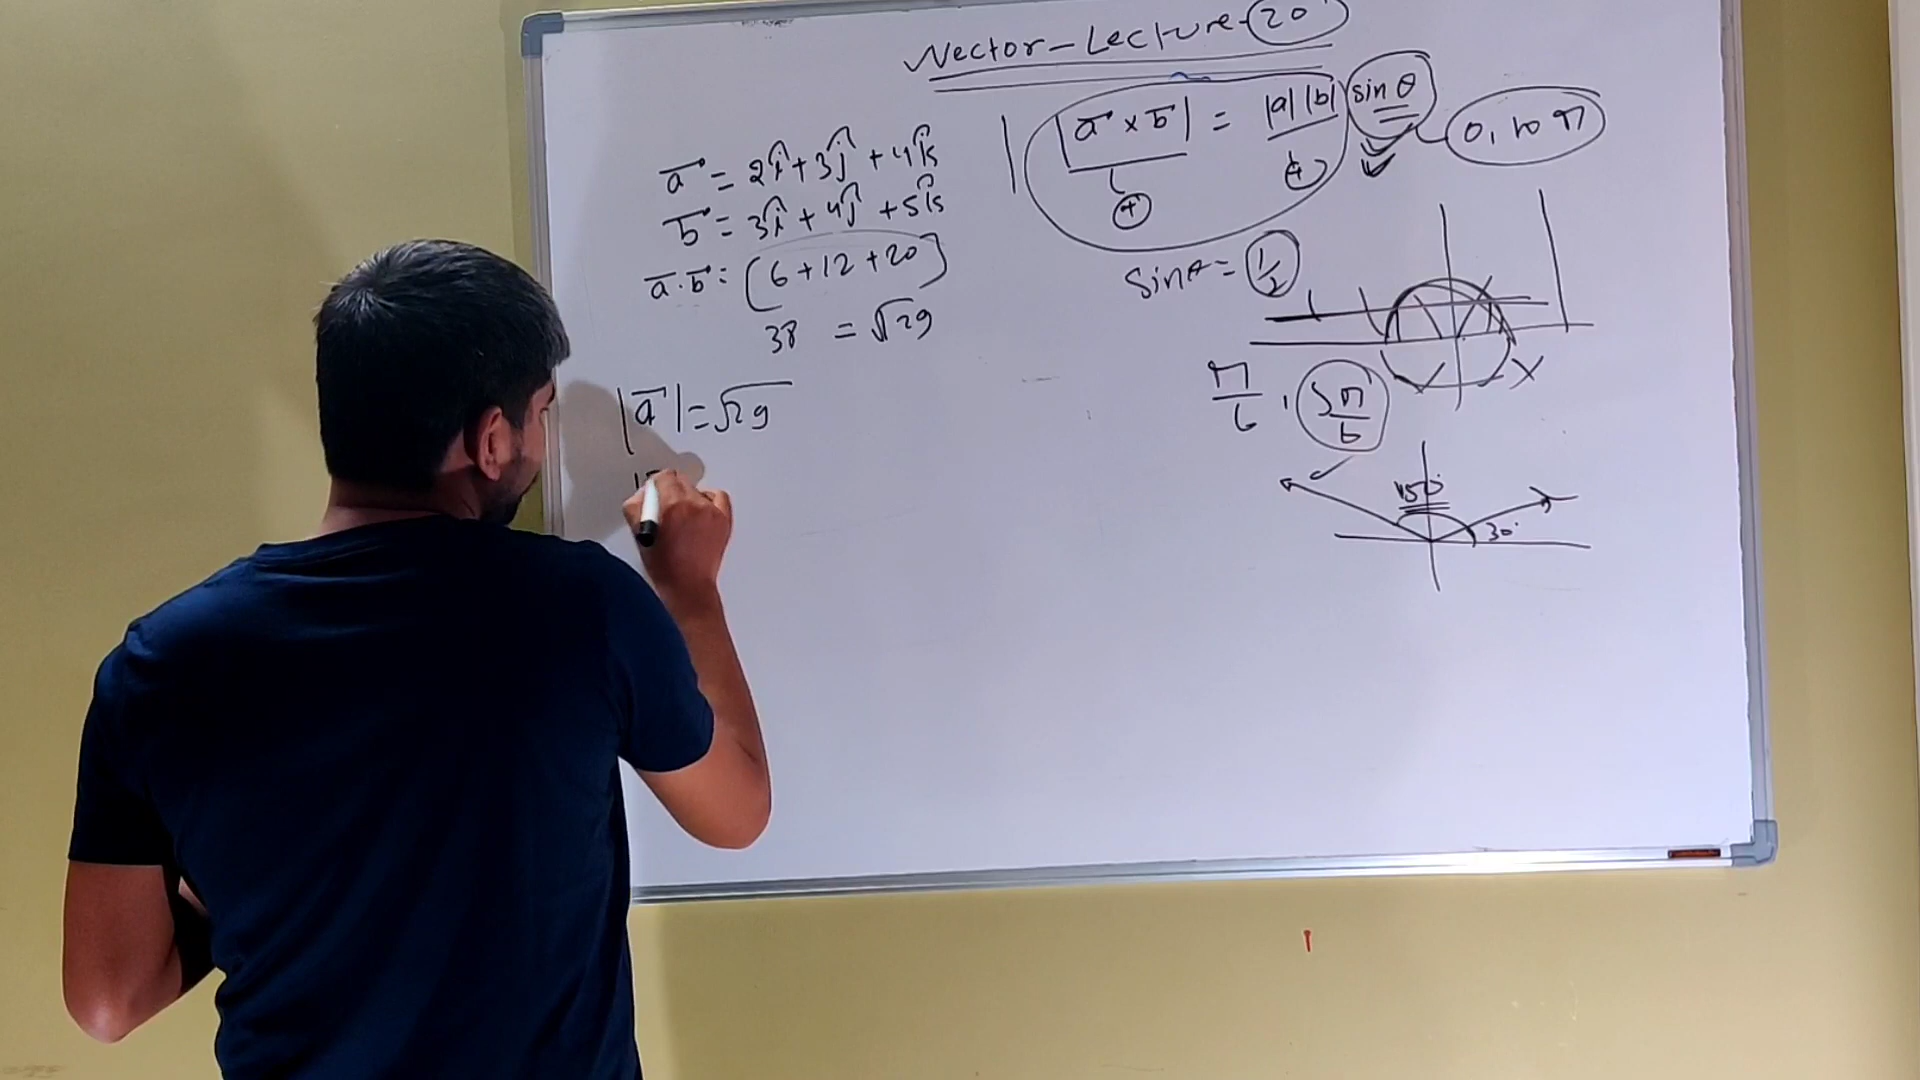 Vector-Lecture-20
a⃗ = 2î + 3ĵ + 4k̂
b⃗ = 3î + 4ĵ + 5k̂
a⃗·b⃗ = [6+12+20]
38 = √29
|a⃗| = √29
|a⃗ × b⃗| = |a| |b| sin θ
0, to π
+
+
sinθ = 1/2
π/6, 5π/6
150°
30°